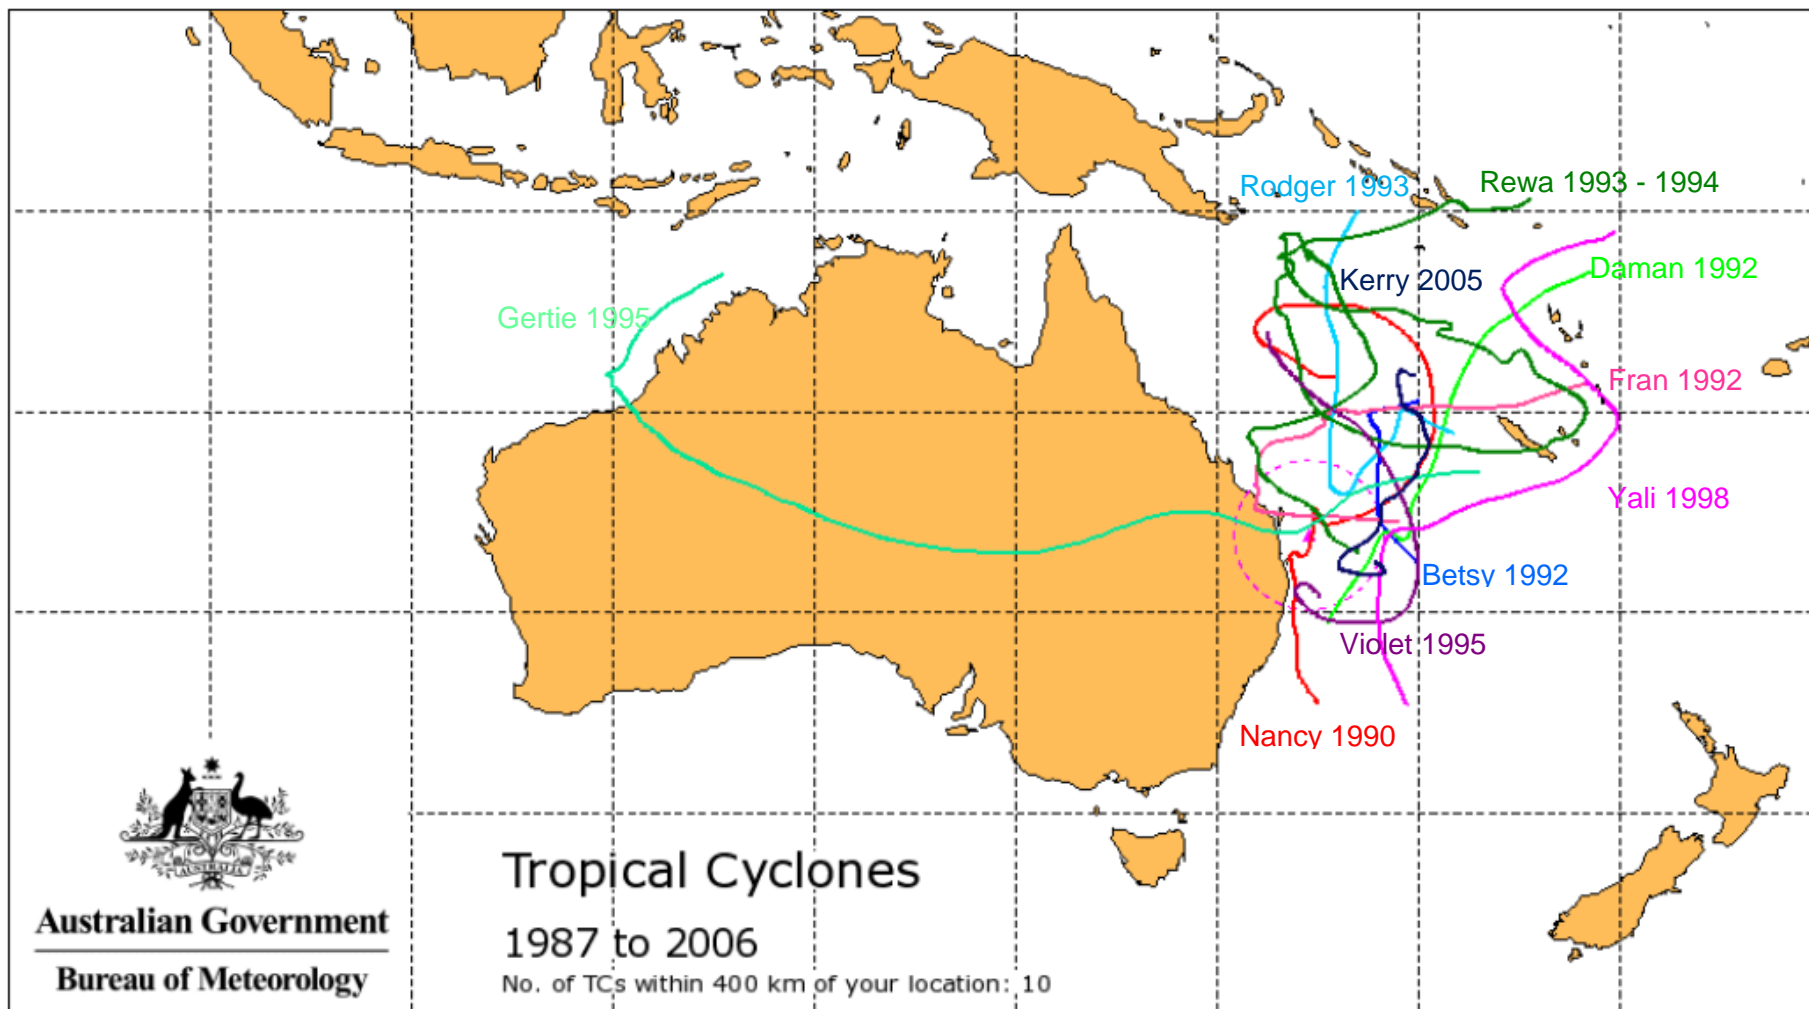 Rodger 1993
Rewa 1993 - 1994
Kerry 2005
Daman 1992
Gertie 1995
Fran 1992
Yali 1998
Betsy 1992
Violet 1995
Nancy 1990
AUSTRALIA
Australian Government
Bureau of Meteorology
Tropical Cyclones
1987 to 2006
No. of TCs within 400 km of your location: 10